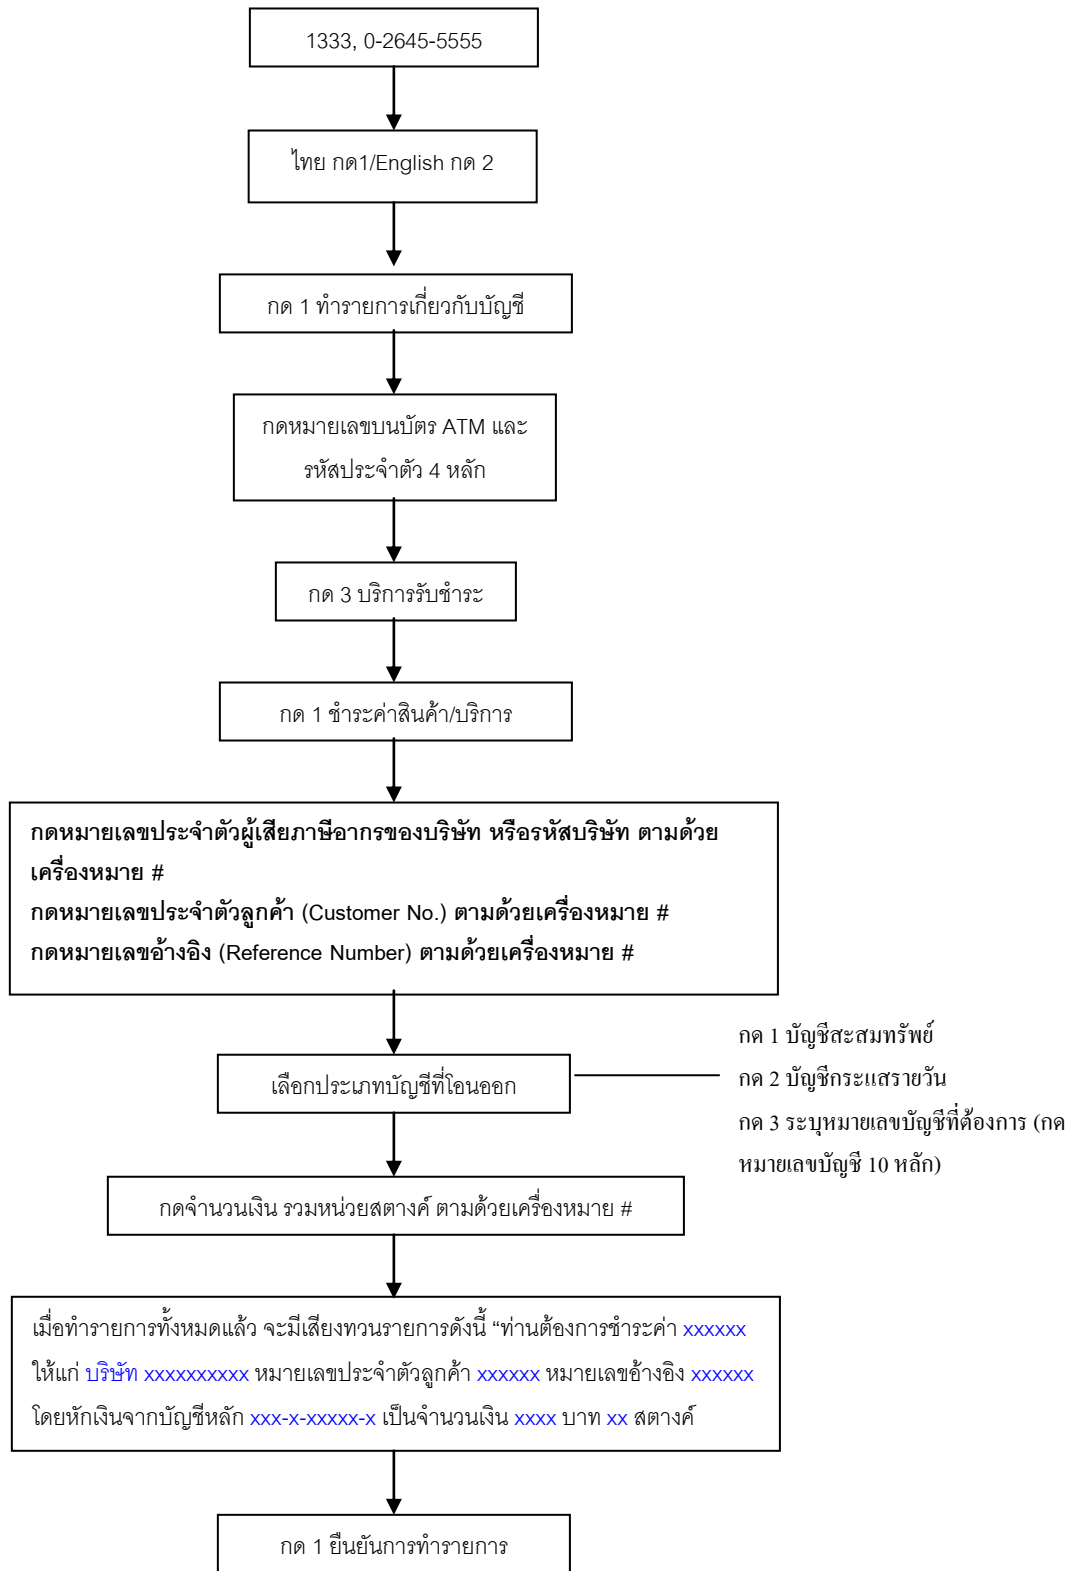 1333, 0-2645-5555
ไทย กด1/English กด 2
กด 1 ทำรายการเกี่ยวกับบัญชี
กดหมายเลขบนบัตร ATM และ
รหัสประจำตัว 4 หลัก
กด 3 บริการรับชำระ
กด 1 ชำระค่าสินค้า/บริการ
กดหมายเลขประจำตัวผู้เสียภาษีอากรของบริษัท หรือรหัสบริษัท ตามด้วย
เครื่องหมาย #
กดหมายเลขประจำตัวลูกค้า (Customer No.) ตามด้วยเครื่องหมาย #
กดหมายเลขอ้างอิง (Reference Number) ตามด้วยเครื่องหมาย #
เลือกประเภทบัญชีที่โอนออก
กด 1 บัญชีสะสมทรัพย์
กด 2 บัญชีกระแสรายวัน
กด 3 ระบุหมายเลขบัญชีที่ต้องการ (กด
หมายเลขบัญชี 10 หลัก)
กดจำนวนเงิน รวมหน่วยสตางค์ ตามด้วยเครื่องหมาย #
เมื่อทำรายการทั้งหมดแล้ว จะมีเสียงทวนรายการดังนี้ “ท่านต้องการชำระค่า xxxxxx
ให้แก่ บริษัท xxxxxxxxxx หมายเลขประจำตัวลูกค้า xxxxxx หมายเลขอ้างอิง xxxxxx
โดยหักเงินจากบัญชีหลัก xxx-x-xxxxx-x เป็นจำนวนเงิน xxxx บาท xx สตางค์
กด 1 ยืนยันการทำรายการ